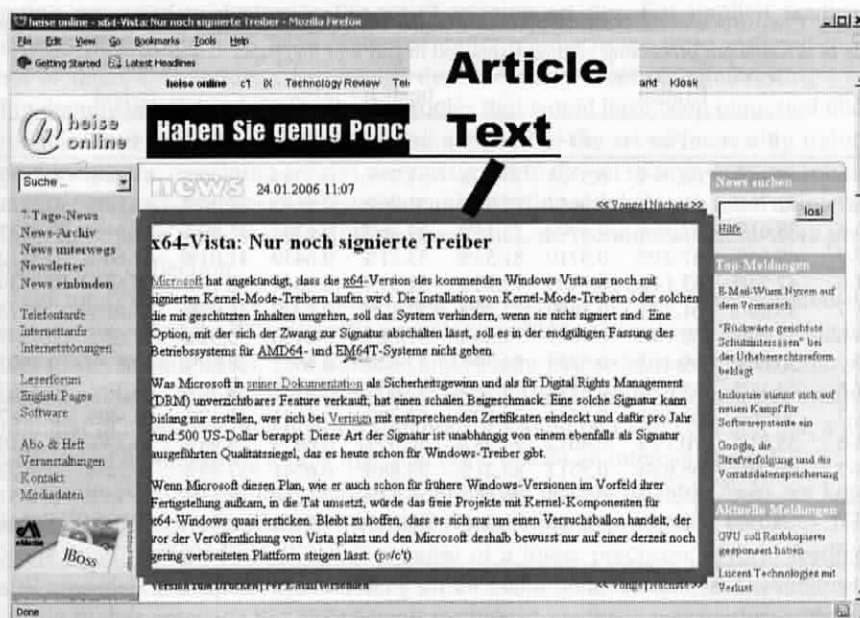 heise online - x64-Vista: Nur noch signierte Treiber - Mozilla Firefox
File Edit View Go Bookmarks Tools Help
Getting Started Latest Headlines
heise online c't iX Technology Review Tel
and Kiosk
Article
Text
heise
online
Haben Sie genug Popc
Suche ...
7-Tage-News
News-Archiv
News unterwegs
Newsletter
News einbinden
Telefontarife
Internettarife
Internetstörungen
Leserforum
English Pages
Software
Abo & Heft
Veranstaltungen
Kontakt
Mediadaten
JBoss
news 24.01.2006 11:07
<< Vorige | Nächste >>
x64-Vista: Nur noch signierte Treiber
Microsoft hat angekündigt, dass die x64-Version des kommenden Windows Vista nur noch mit
signierten Kernel-Mode-Treibern laufen wird. Die Installation von Kernel-Mode-Treibern oder solchen
die mit geschützten Inhalten umgehen, soll das System verhindern, wenn sie nicht signiert sind. Eine
Option, mit der sich der Zwang zur Signatur abschalten lässt, soll es in der endgültigen Fassung des
Betriebssystems für AMD64- und EM64T-Systeme nicht geben.
Was Microsoft in seiner Dokumentation als Sicherheitsgewinn und als für Digital Rights Management
(DRM) unverzichtbares Feature verkauft, hat einen schalen Beigeschmack: Eine solche Signatur kann
bislang nur erstellen, wer sich bei Verisign mit entsprechenden Zertifikaten eindeckt und dafür pro Jahr
rund 500 US-Dollar berappt. Diese Art der Signatur ist unabhängig von einem ebenfalls als Signatur
ausgeführten Qualitätssiegel, das es heute schon für Windows-Treiber gibt.
Wenn Microsoft diesen Plan, wie er auch schon für frühere Windows-Versionen im Vorfeld ihrer
Fertigstellung aufkam, in die Tat umsetzt, würde das freie Projekte mit Kernel-Komponenten für
x64-Windows quasi ersticken. Bleibt zu hoffen, dass es sich nur um einen Versuchsballon handelt, der
vor der Veröffentlichung von Vista platzt und den Microsoft deshalb bewusst nur auf einer derzeit noch
gering verbreiteten Plattform steigen lässt. (ps/c't)
Version zum Drucken | Per E-Mail versenden << Vorige | Nächste >>
News suchen
los!
Hilfe
Top Meldungen
E-Mail-Wurm Nyxem auf
dem Vormarsch
"Rückwärts gerichtete
Schutzinteressen" bei
der Urheberrechtsreform
beklagt
Industrie stimmt sich auf
neuen Kampf für
Softwarepatente ein
Google, die
Strafverfolgung und die
Vorratsdatenspeicherung
Aktuelle Meldungen
GVU soll Raubkopierer
gesponsert haben
Lucent Technologies mit
Verlust
Done